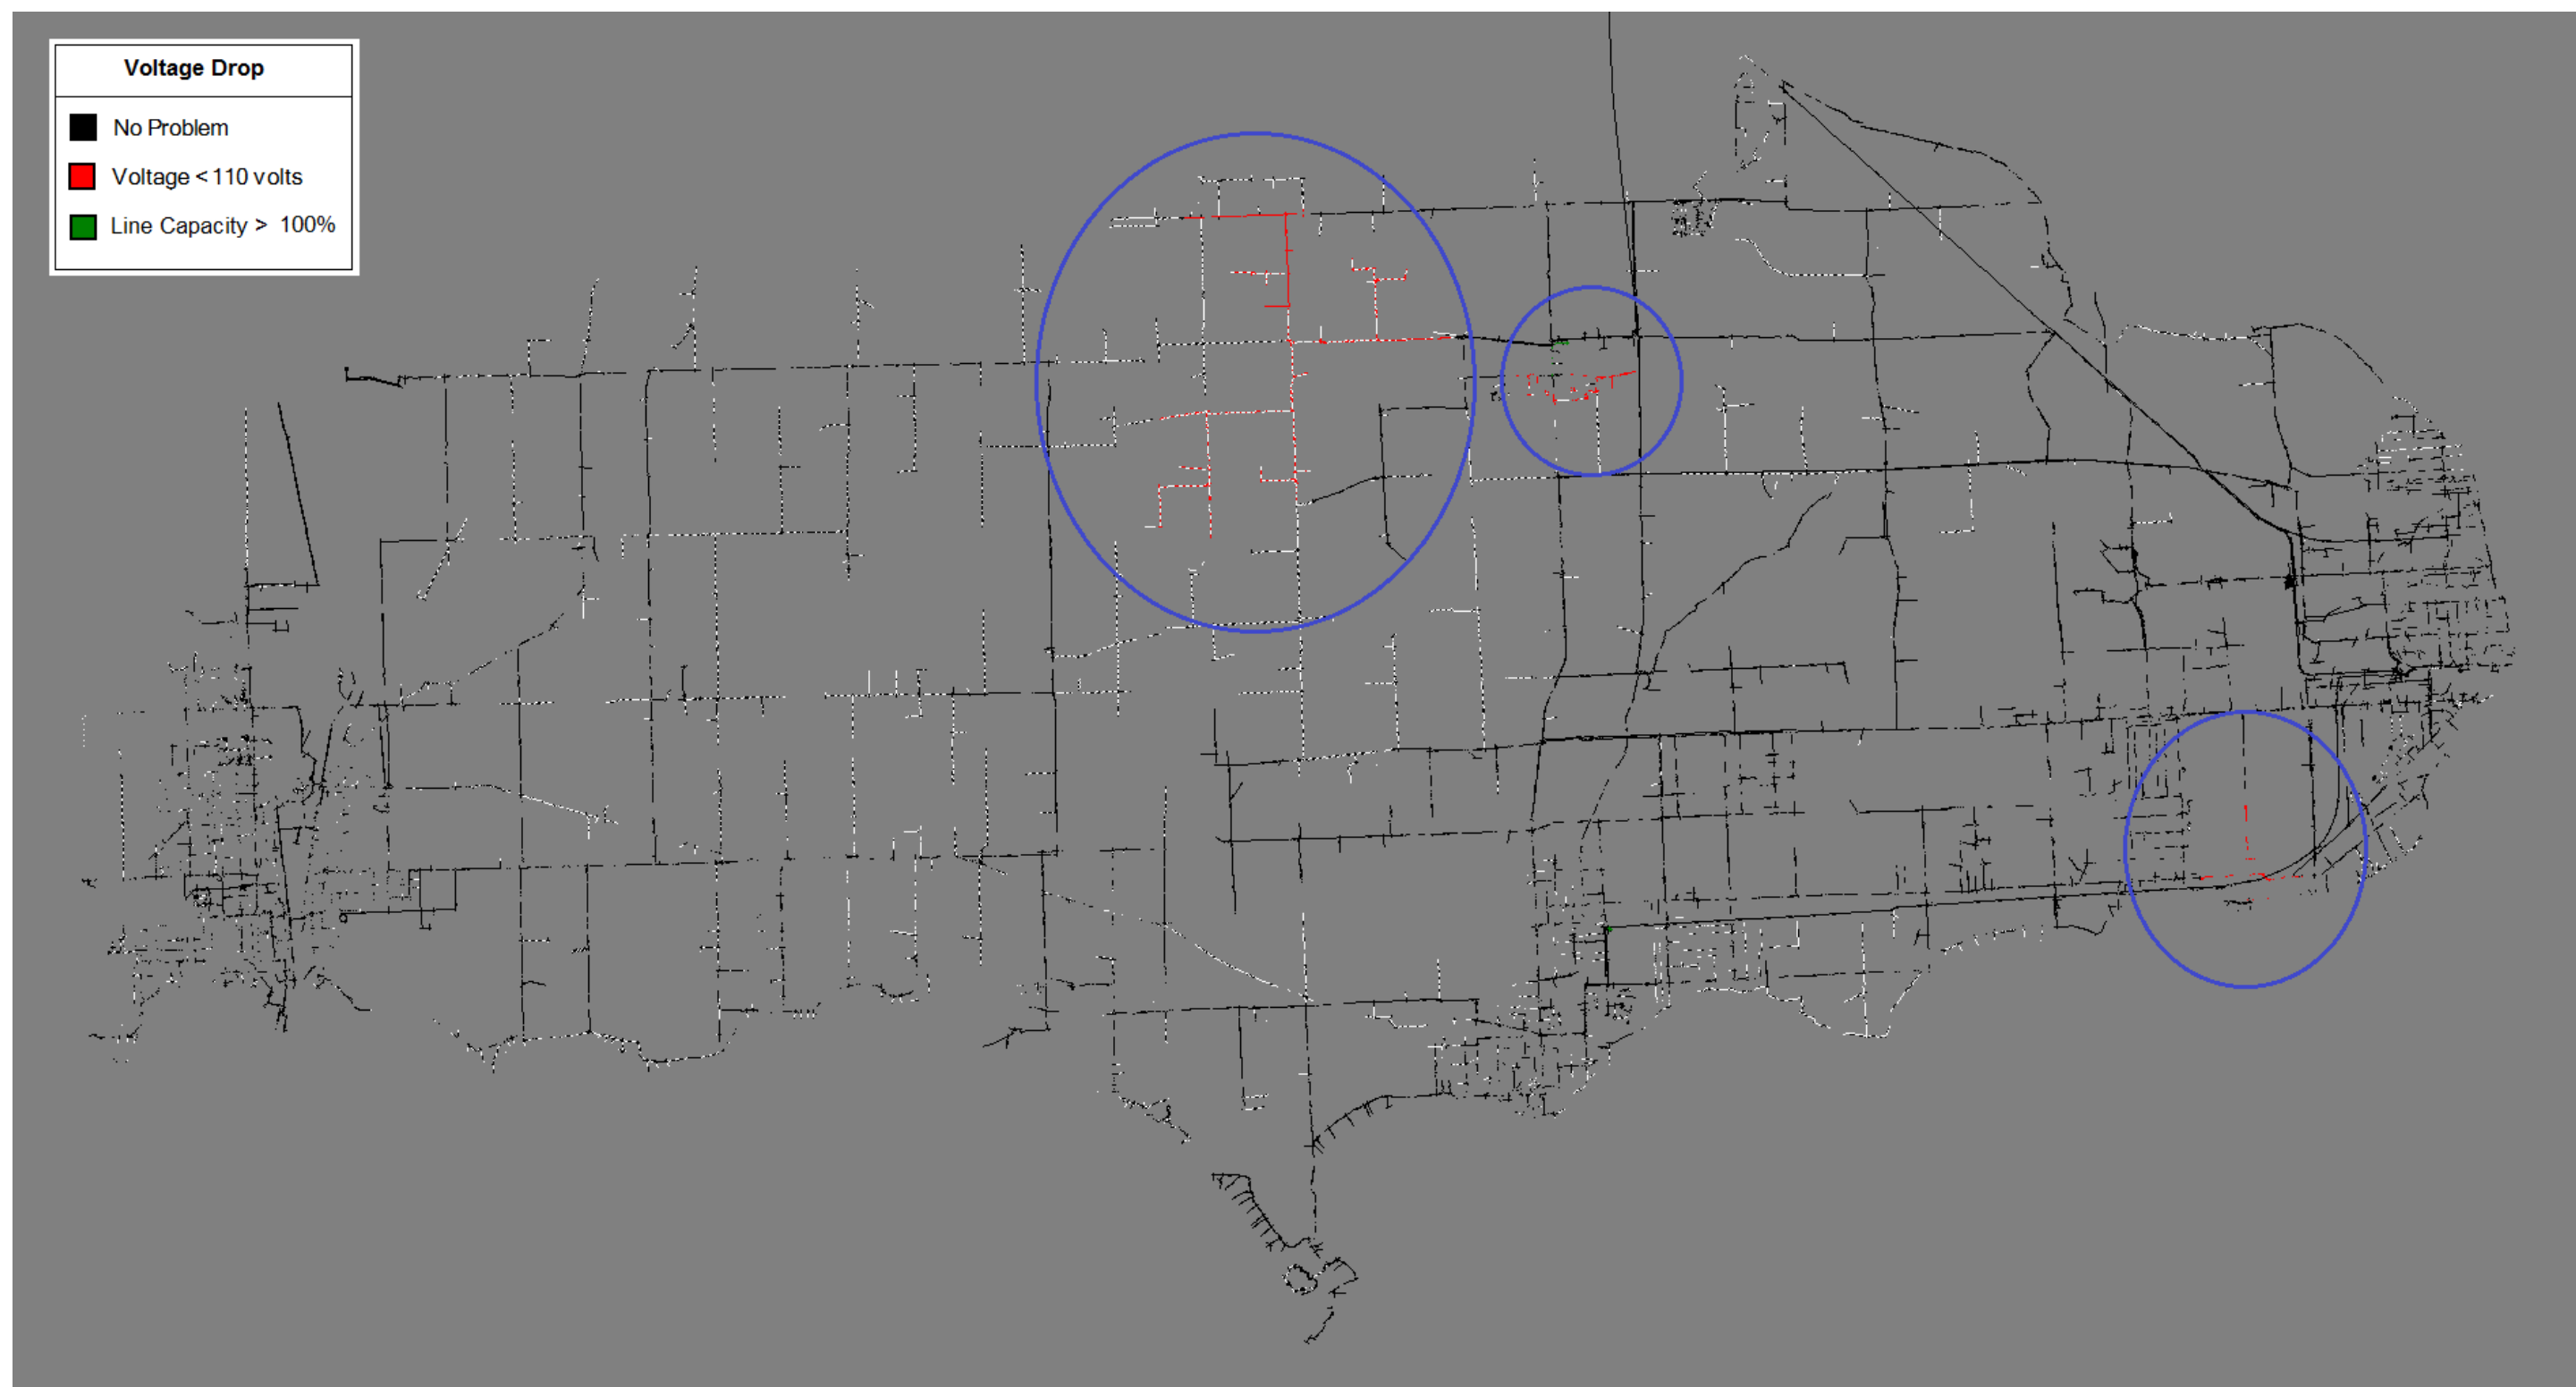 Voltage Drop
No Problem
Voltage < 110 volts
Line Capacity > 100%